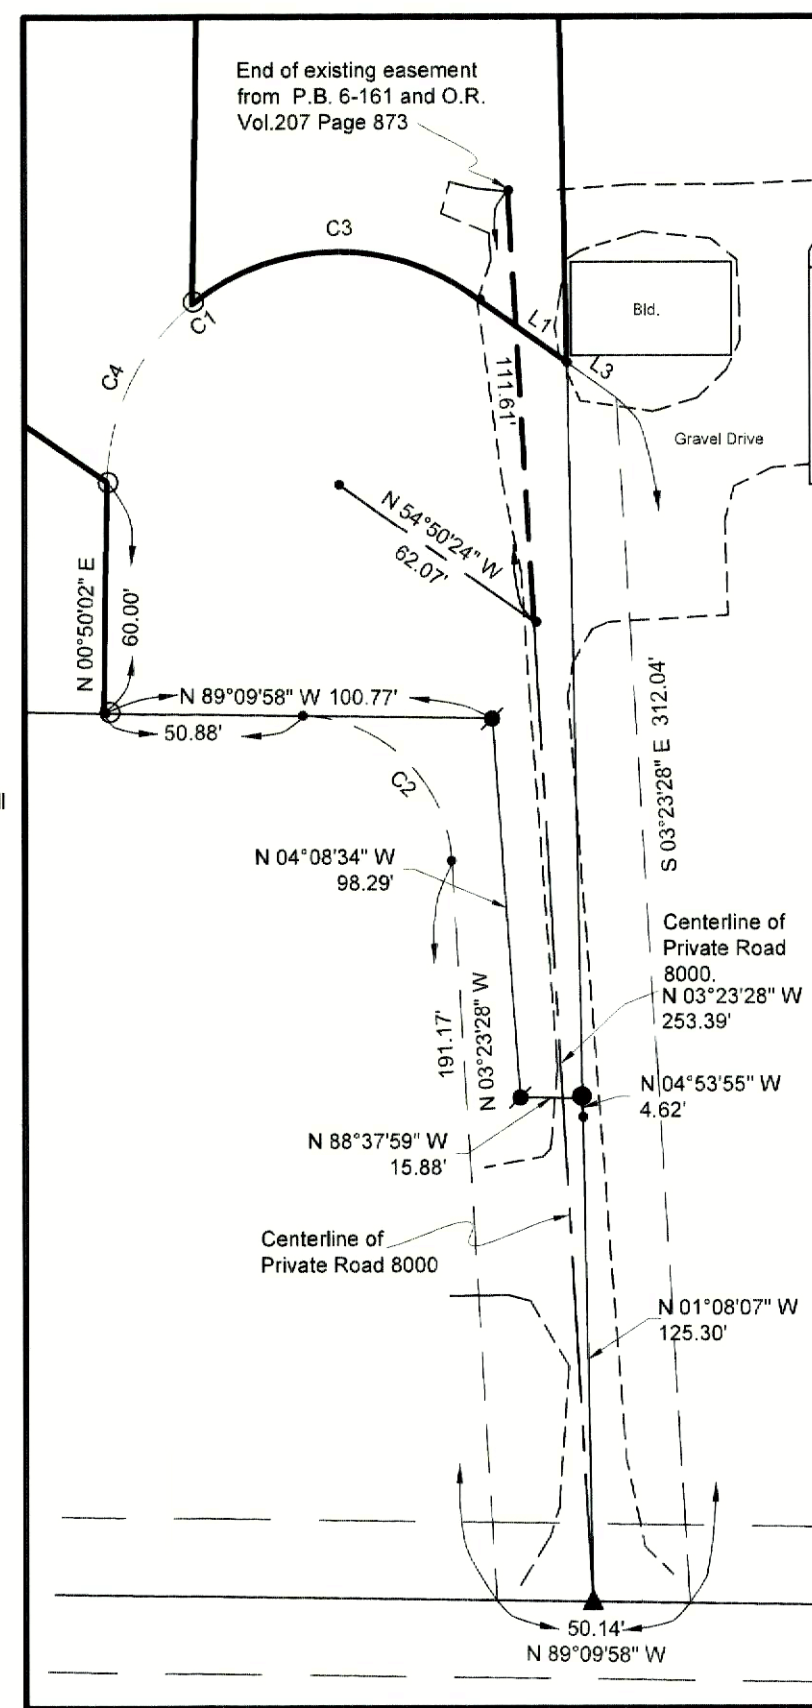 End of existing easement
from P.B. 6-161 and O.R.
Vol.207 Page 873
C3
C1
C4
L1
Bld.
L3
111.61'
Gravel Drive
N 54°50'24" W
62.07'
N 00°50'02" E
60.00'
N 89°09'58" W 100.77'
50.88'
S 03°23'28" E 312.04'
C2
N 04°08'34" W
98.29'
Centerline of
Private Road
8000.
N 03°23'28" W
253.39'
191.17'
N 03°23'28" W
N 04°53'55" W
4.62'
N 88°37'59" W
15.88'
Centerline of
Private Road 8000
N 01°08'07" W
125.30'
50.14'
N 89°09'58" W